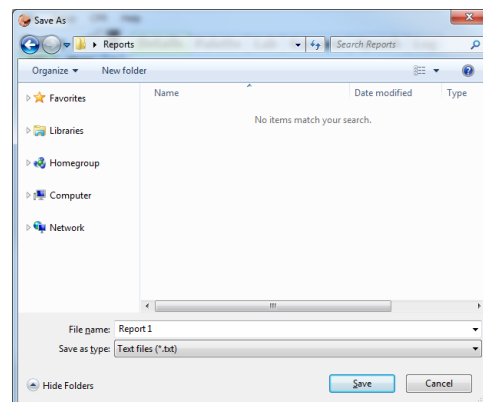 Save As
Reports
Search Reports
Organize
New folder
Name
Date modified
Type
Favorites
Libraries
Homegroup
Computer
Network
No items match your search.
File name: Report 1
Save as type: Text files (*.txt)
Hide Folders
Save
Cancel